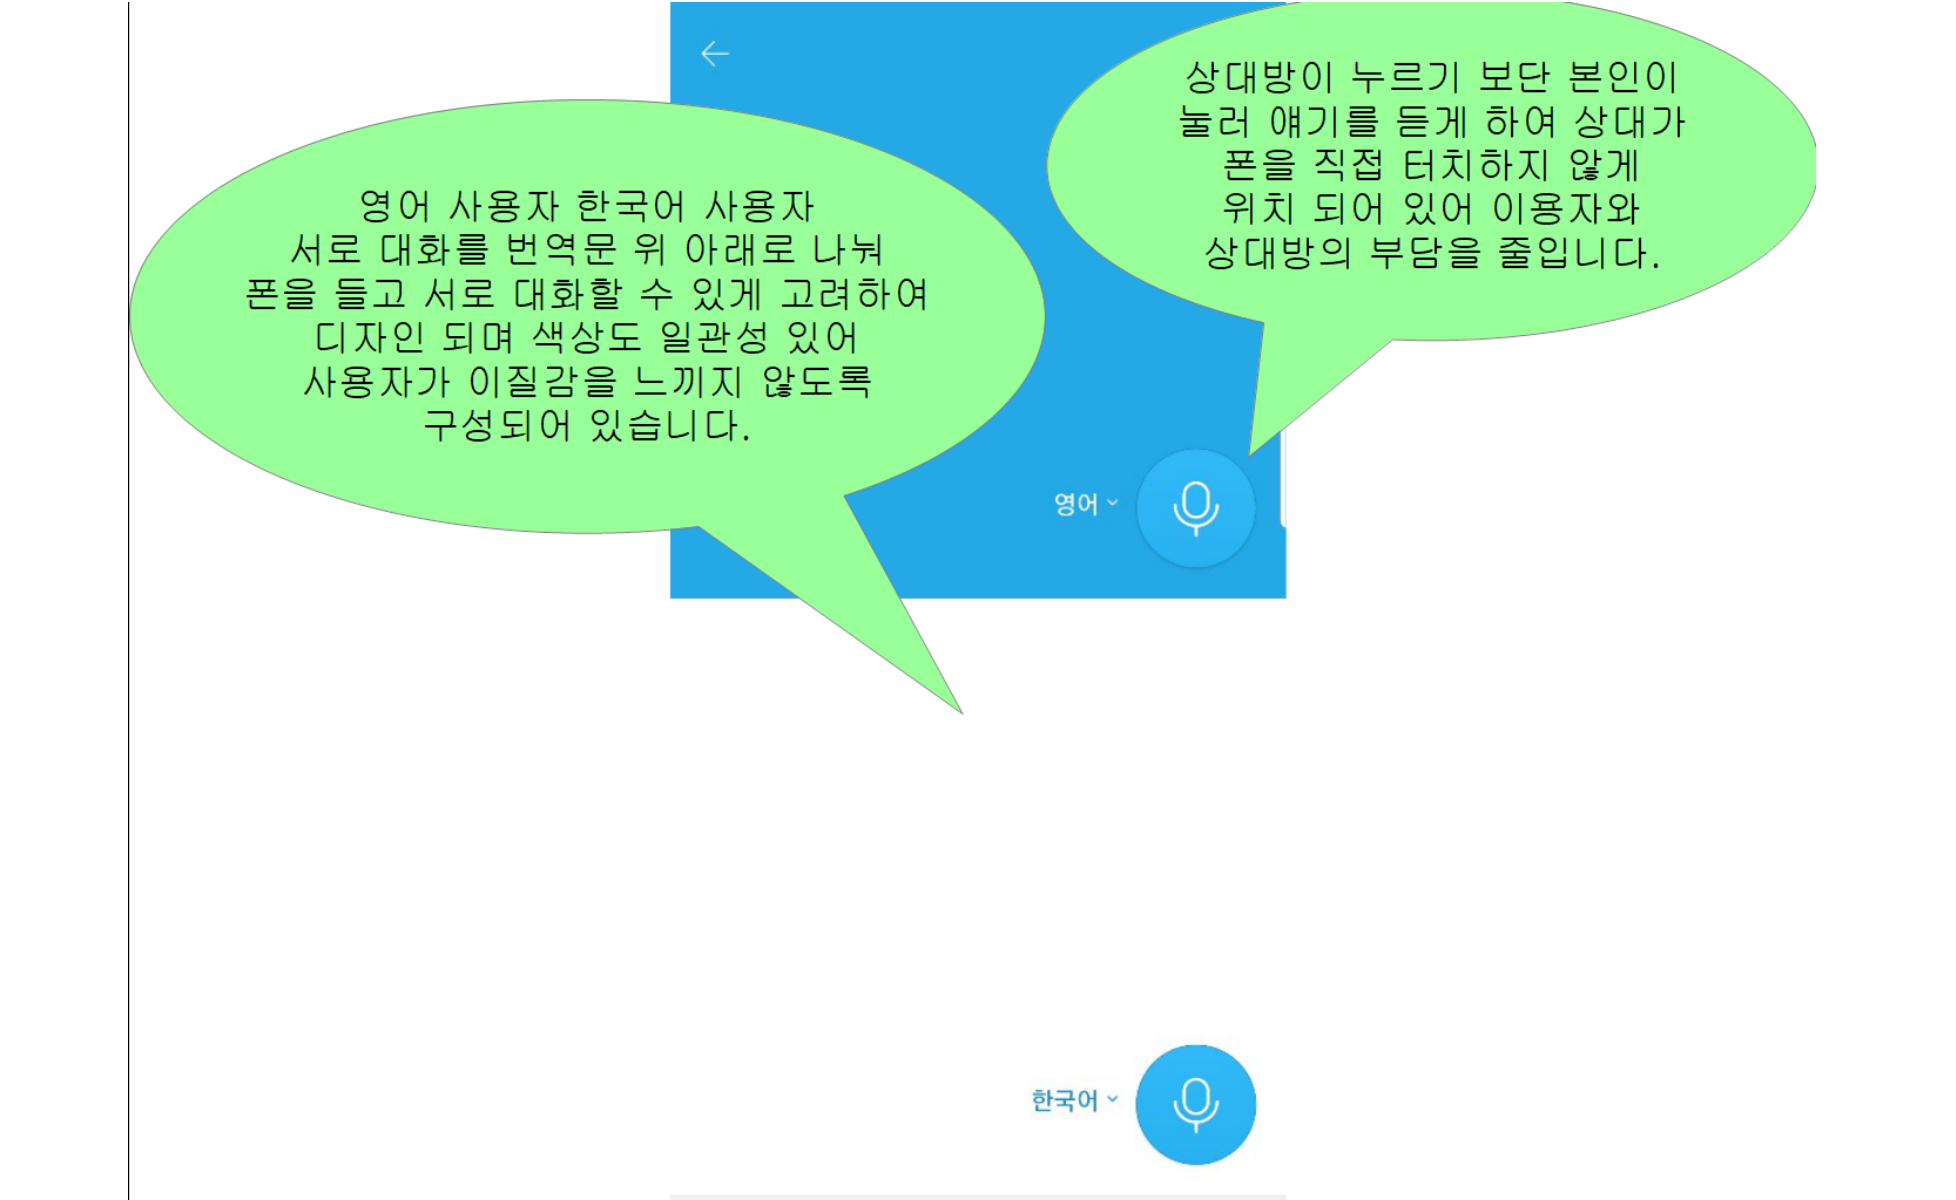 상대방이 누르기 보단 본인이
눌러 얘기를 듣게 하여 상대가
폰을 직접 터치하지 않게
위치 되어 있어 이용자와
상대방의 부담을 줄입니다.
영어 사용자 한국어 사용자
서로 대화를 번역문 위 아래로 나눠
폰을 들고 서로 대화할 수 있게 고려하여
디자인 되며 색상도 일관성 있어
사용자가 이질감을 느끼지 않도록
구성되어 있습니다.
영어
한국어